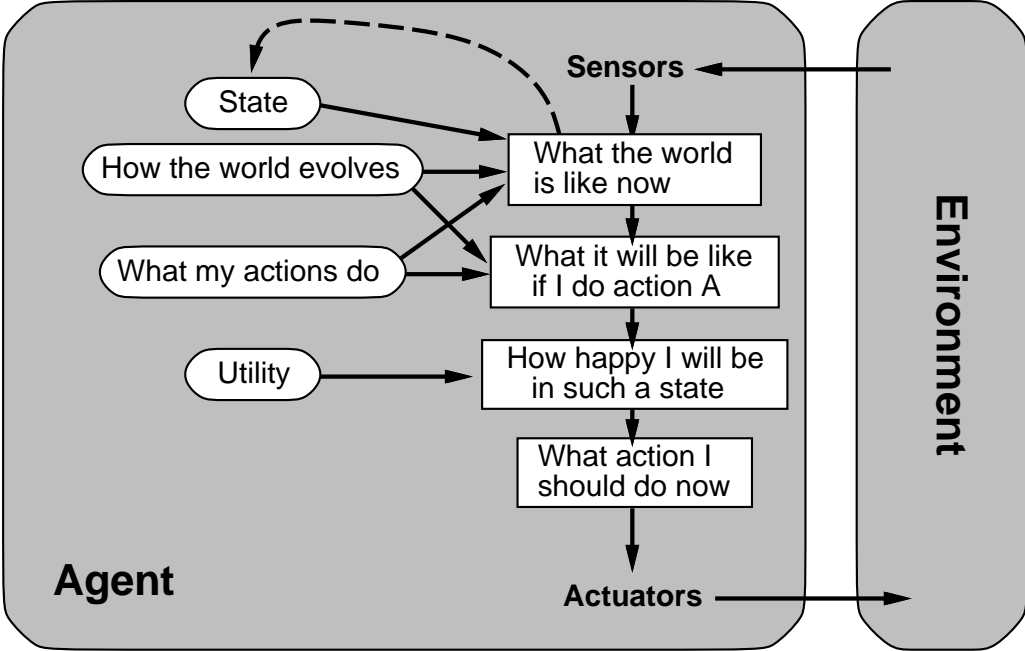 Sensors
State
What the world
is like now
How the world evolves
What my actions do
What it will be like
if I do action A
Utility
How happy I will be
in such a state
What action I
should do now
Agent
Actuators
Environment